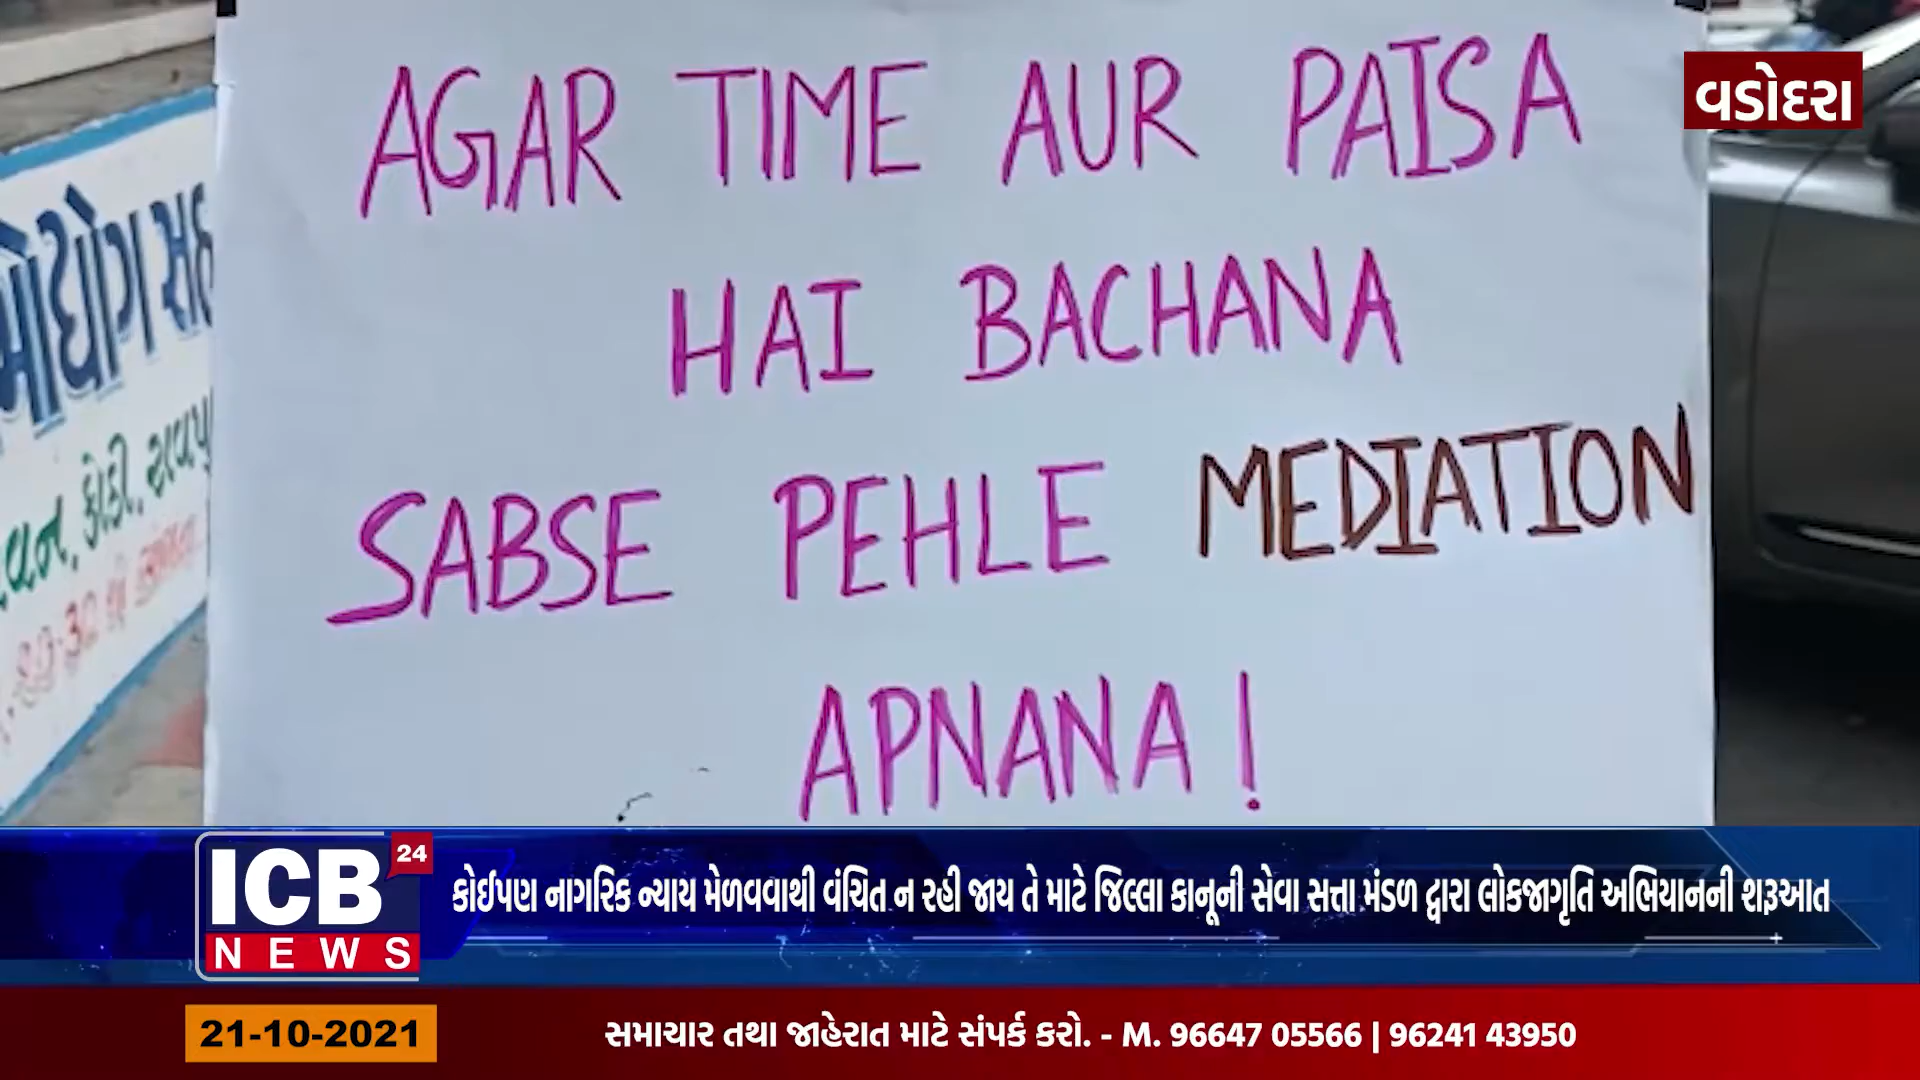 વડોદરા
AGAR TIME AUR PAISA
HAI BACHANA
SABSE PEHLE MEDIATION
APNANA!
ICB 24
NEWS
કોઈપણ નાગરિક ન્યાય મેળવવાથી વંચિત ન રહી જાય તે માટે જિલ્લા કાનૂની સેવા સત્તા મંડળ દ્વારા લોકજાગૃતિ અભિયાનની શરૂઆત
21-10-2021
સમાચાર તથા જાહેરાત માટે સંપર્ક કરો. - M. 96647 05566 | 96241 43950